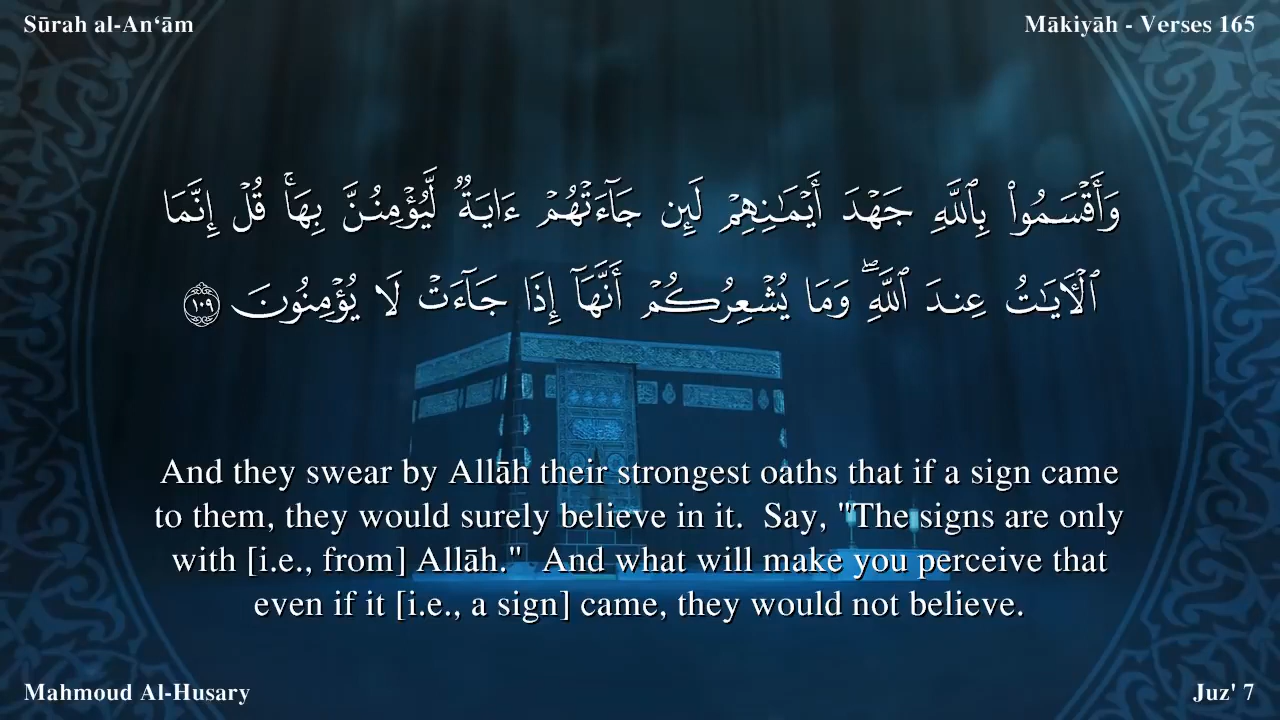 Sūrah al-An‘ām
Mākiyāh - Verses 165
وَأَقْسَمُوا۟ بِٱللَّهِ جَهْدَ أَيْمَـٰنِهِمْ لَئِن جَآءَتْهُمْ ءَايَةٌ لَّيُؤْمِنُنَّ بِهَا ۚ قُلْ إِنَّمَا
ٱلْـَٔايَـٰتُ عِندَ ٱللَّهِ ۖ وَمَا يُشْعِرُكُمْ أَنَّهَآ إِذَا جَآءَتْ لَا يُؤْمِنُونَ ١٠٩
And they swear by Allāh their strongest oaths that if a sign came
to them, they would surely believe in it.  Say, "The signs are only
with [i.e., from] Allāh."  And what will make you perceive that
even if it [i.e., a sign] came, they would not believe.
Mahmoud Al-Husary
Juz' 7